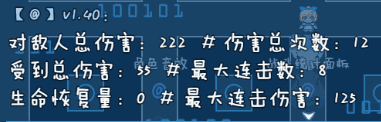 【@】v1.40：
对敌人总伤害：222 # 伤害总次数：12
受到总伤害：55 # 最大连击数：8
生命恢复量：0 # 最大连击伤害：125